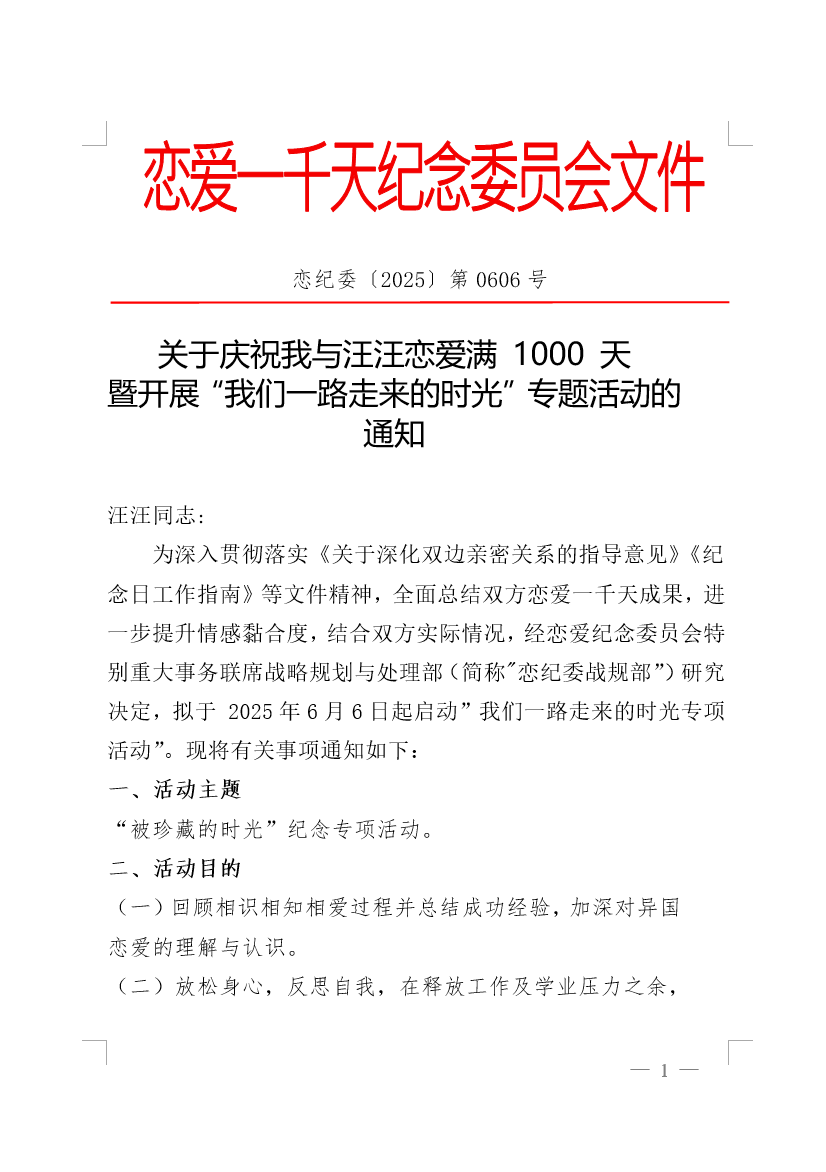 恋爱一千天纪念委员会文件
恋纪委〔2025〕第 0606 号
关于庆祝我与汪汪恋爱满 1000 天
暨开展“我们一路走来的时光”专题活动的
通知
汪汪同志:
为深入贯彻落实《关于深化双边亲密关系的指导意见》《纪
念日工作指南》等文件精神，全面总结双方恋爱一千天成果，进
一步提升情感黏合度，结合双方实际情况，经恋爱纪念委员会特
别重大事务联席战略规划与处理部（简称"恋纪委战规部”）研究
决定，拟于 2025 年 6 月 6 日起启动”我们一路走来的时光专项
活动”。现将有关事项通知如下：
一、活动主题
“被珍藏的时光”纪念专项活动。
二、活动目的
（一）回顾相识相知相爱过程并总结成功经验，加深对异国
恋爱的理解与认识。
（二）放松身心，反思自我，在释放工作及学业压力之余，
— 1 —